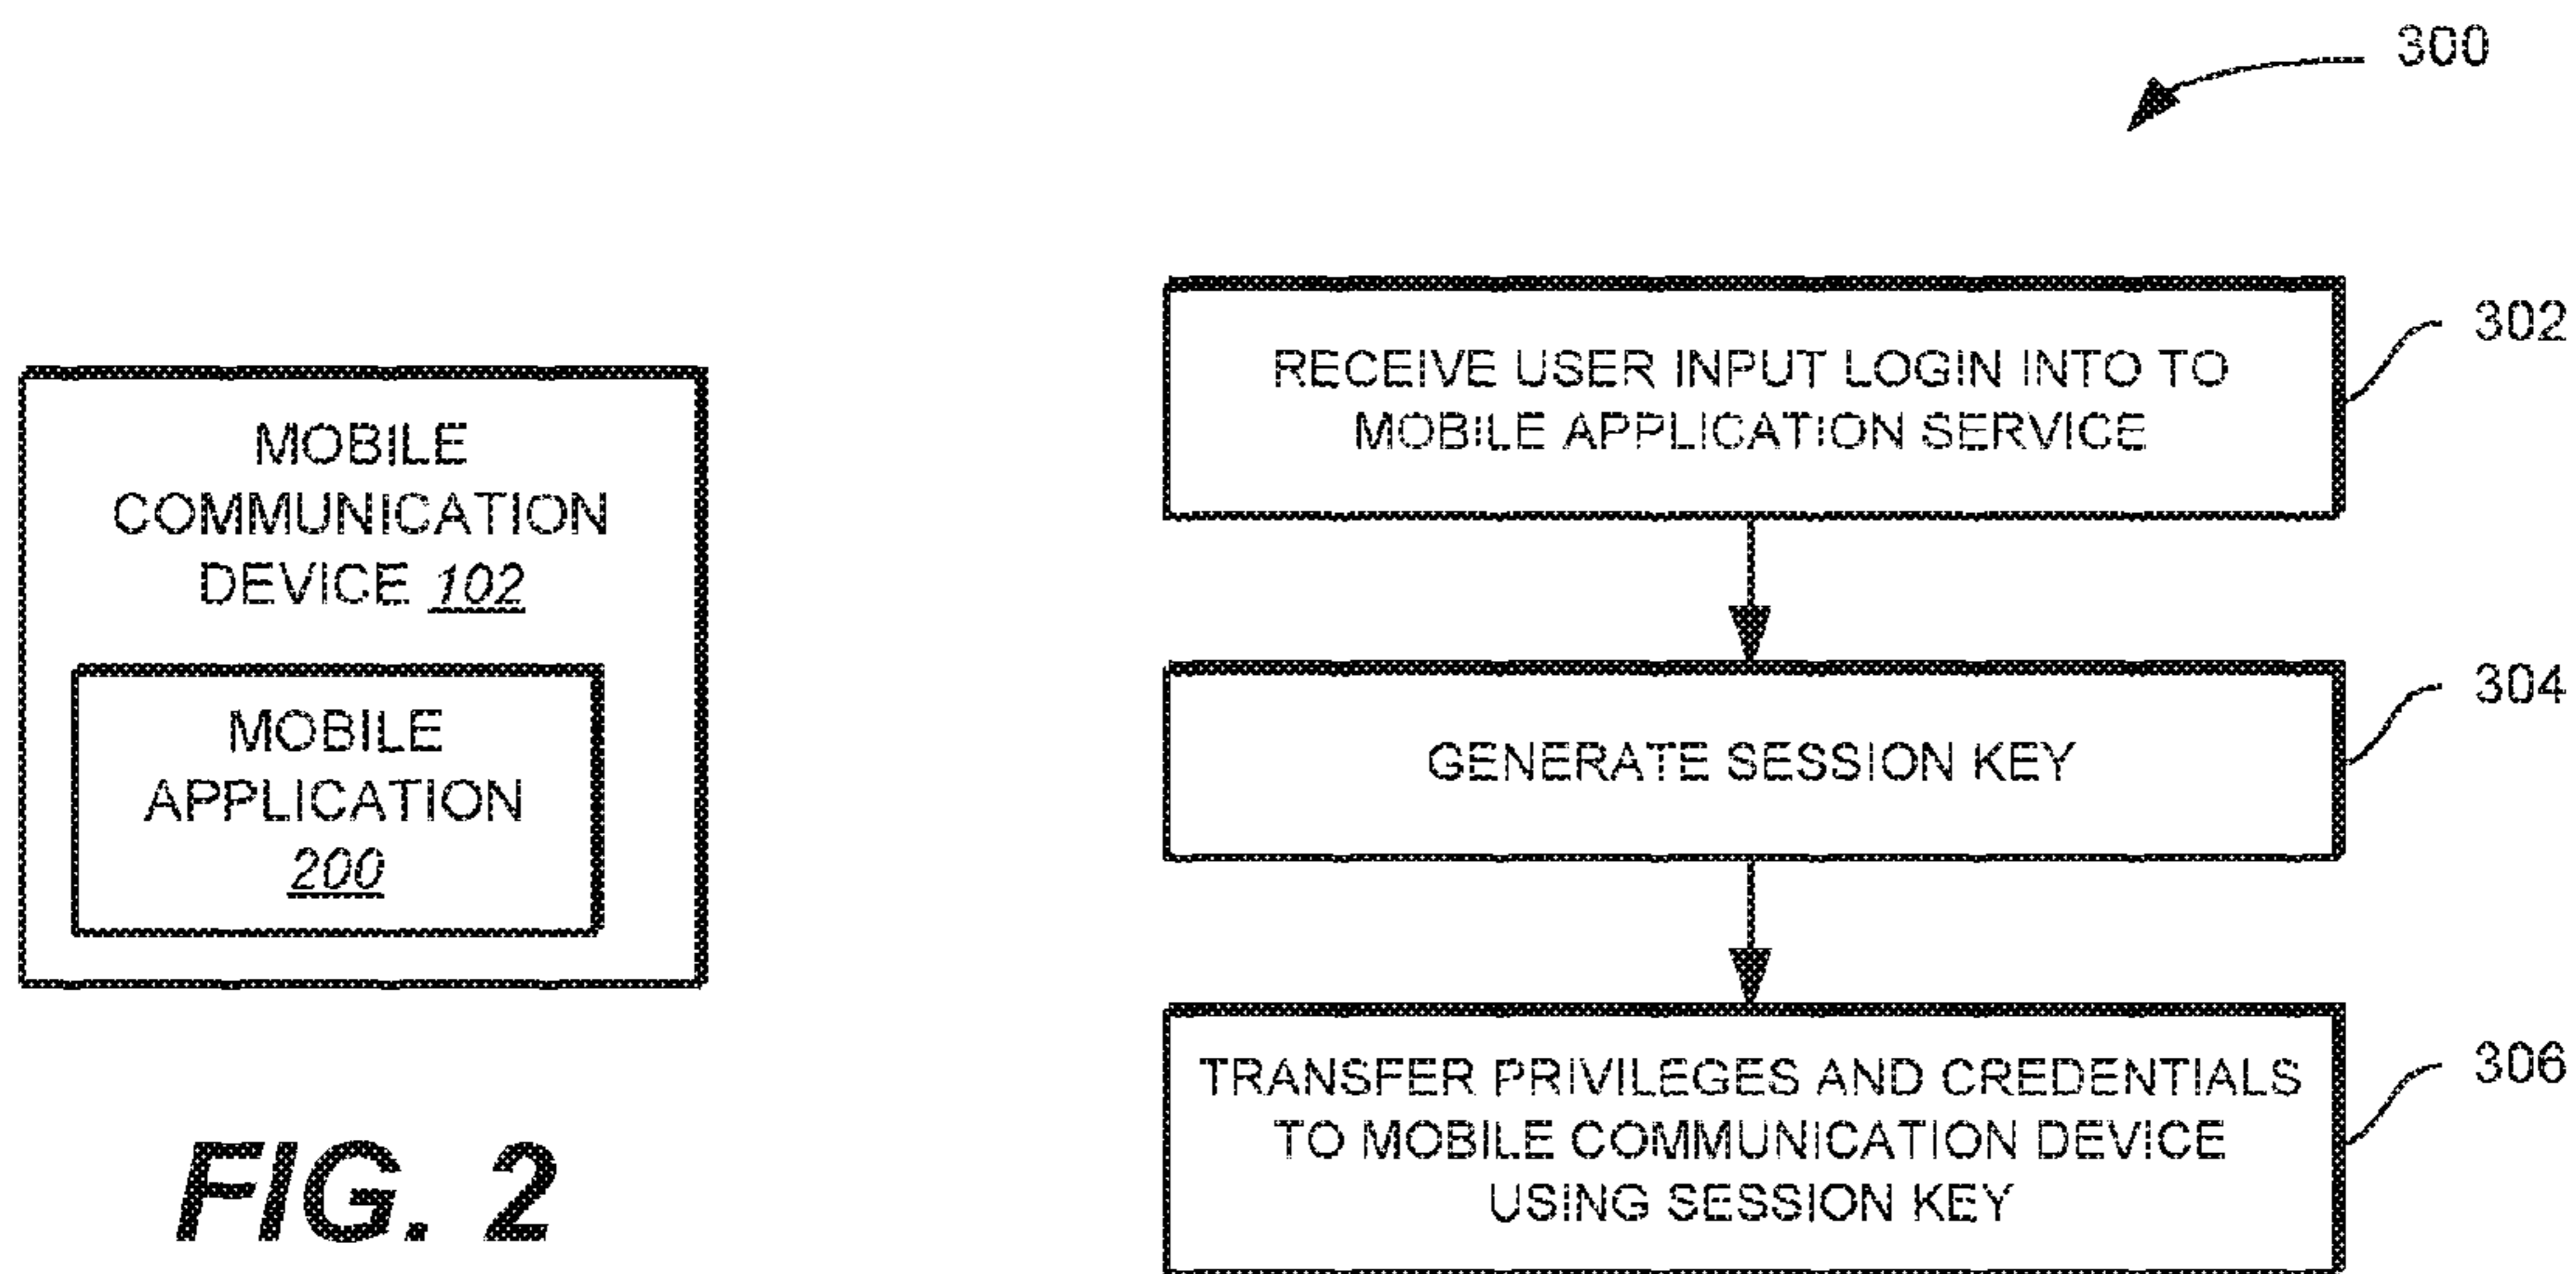 300
MOBILE
COMMUNICATION
DEVICE 102
MOBILE
APPLICATION
200
FIG. 2
RECEIVE USER INPUT LOGIN INTO TO
MOBILE APPLICATION SERVICE
302
GENERATE SESSION KEY
304
TRANSFER PRIVILEGES AND CREDENTIALS
TO MOBILE COMMUNICATION DEVICE
USING SESSION KEY
306